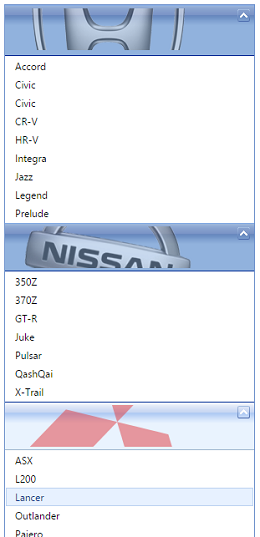 Accord
Civic
Civic
CR-V
HR-V
Integra
Jazz
Legend
Prelude
NISSAN
350Z
370Z
GT-R
Juke
Pulsar
QashQai
X-Trail
ASX
L200
Lancer
Outlander
Pajero